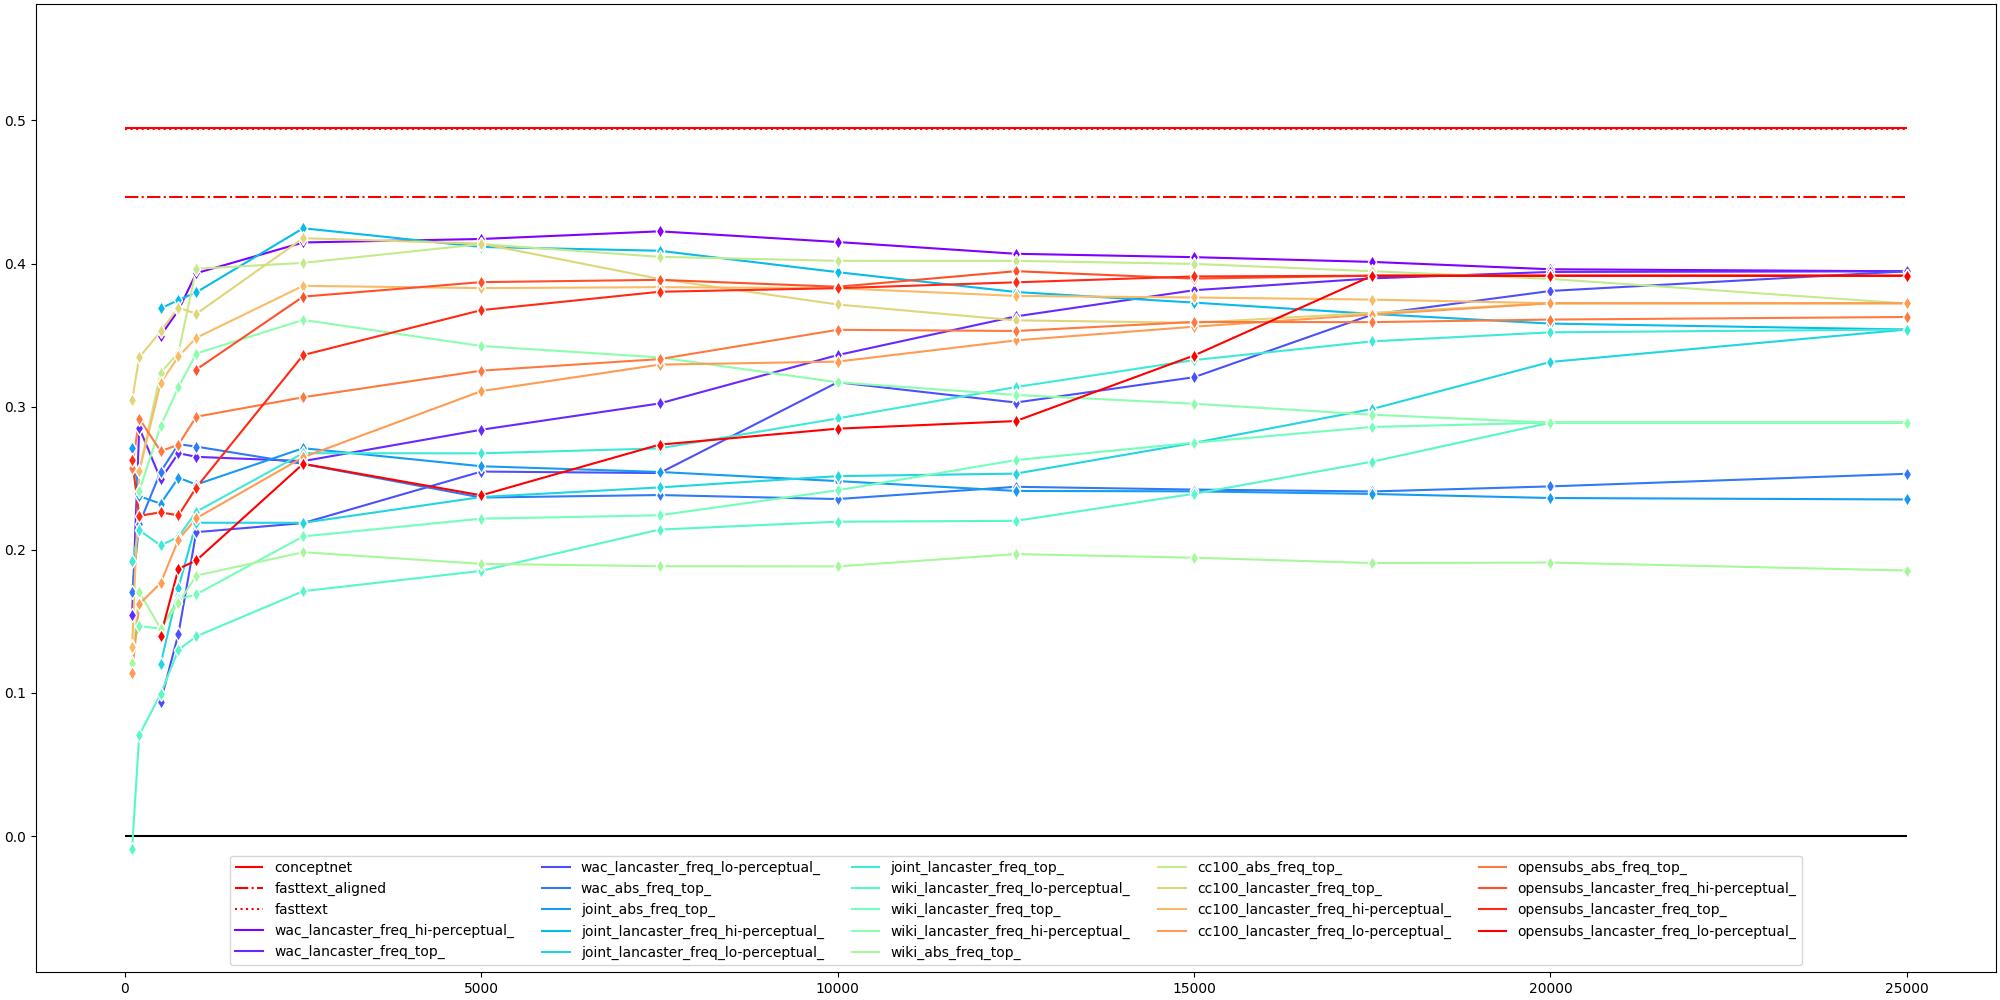 0.5
0.4
0.3
0.2
0.1
0.0
conceptnet
fasttext_aligned
fasttext
wac_lancaster_freq_hi-perceptual_
wac_lancaster_freq_top_
wac_lancaster_freq_lo-perceptual_
wac_abs_freq_top_
joint_abs_freq_top_
joint_lancaster_freq_hi-perceptual_
joint_lancaster_freq_lo-perceptual_
joint_lancaster_freq_top_
wiki_lancaster_freq_lo-perceptual_
wiki_lancaster_freq_top_
wiki_lancaster_freq_hi-perceptual_
wiki_abs_freq_top_
cc100_abs_freq_top_
cc100_lancaster_freq_top_
cc100_lancaster_freq_hi-perceptual_
cc100_lancaster_freq_lo-perceptual_
opensubs_abs_freq_top_
opensubs_lancaster_freq_hi-perceptual_
opensubs_lancaster_freq_top_
opensubs_lancaster_freq_lo-perceptual_
0
5000
10000
15000
20000
25000